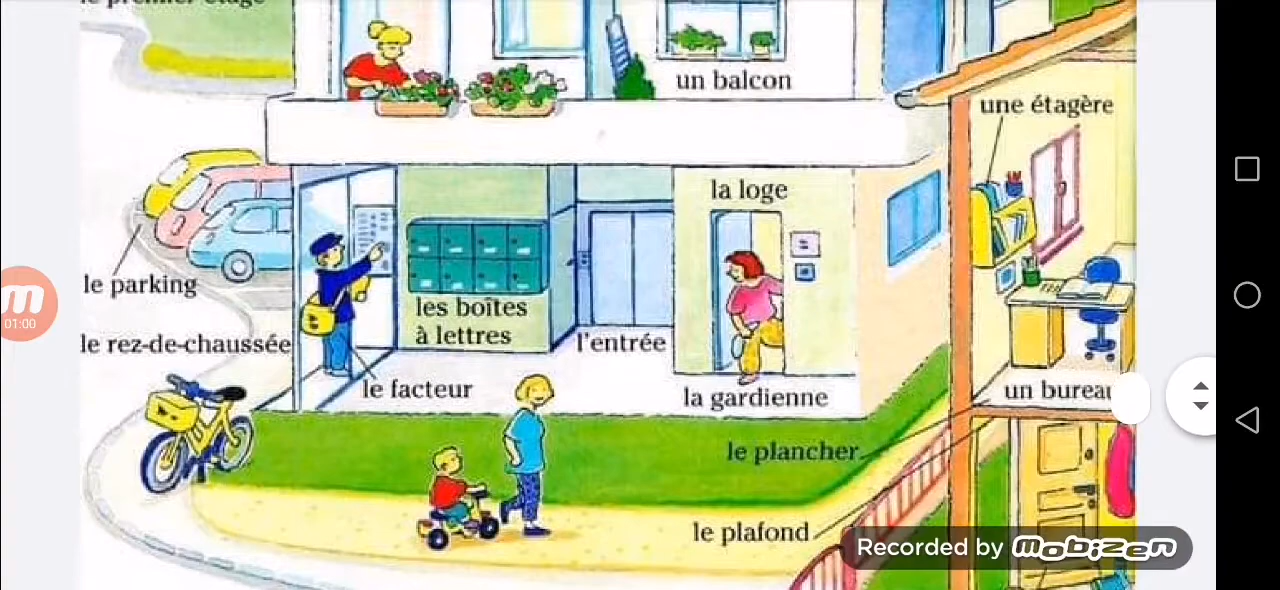 le premier étage
un balcon
une étagère
la loge
le parking
01:00
les boîtes
à lettres
le rez-de-chaussée
l'entrée
le facteur
la gardienne
un bureau
le plancher
le plafond
Recorded by mobizen